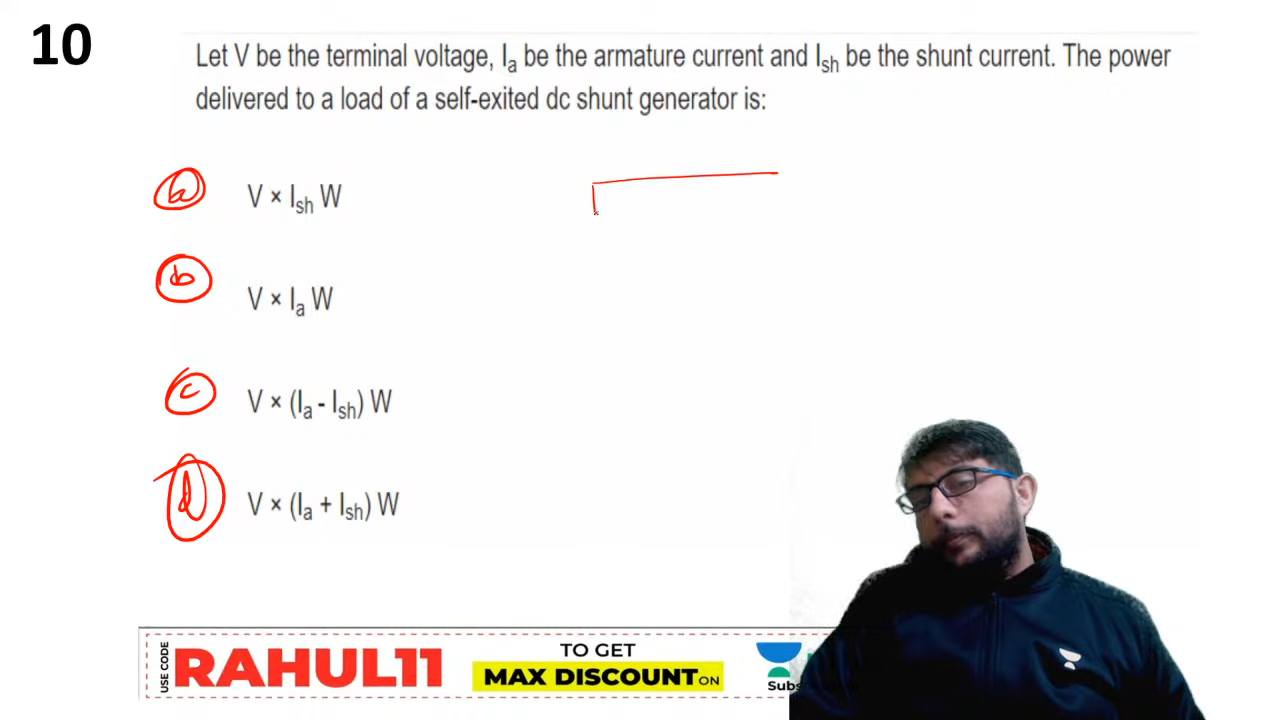 10
Let V be the terminal voltage, Ia be the armature current and Ish be the shunt current. The power
delivered to a load of a self-exited dc shunt generator is:
a V × Ish W
b V × Ia W
c V × (Ia - Ish) W
d V × (Ia + Ish) W
USE CODE
RAHUL11
TO GET
MAX DISCOUNT ON